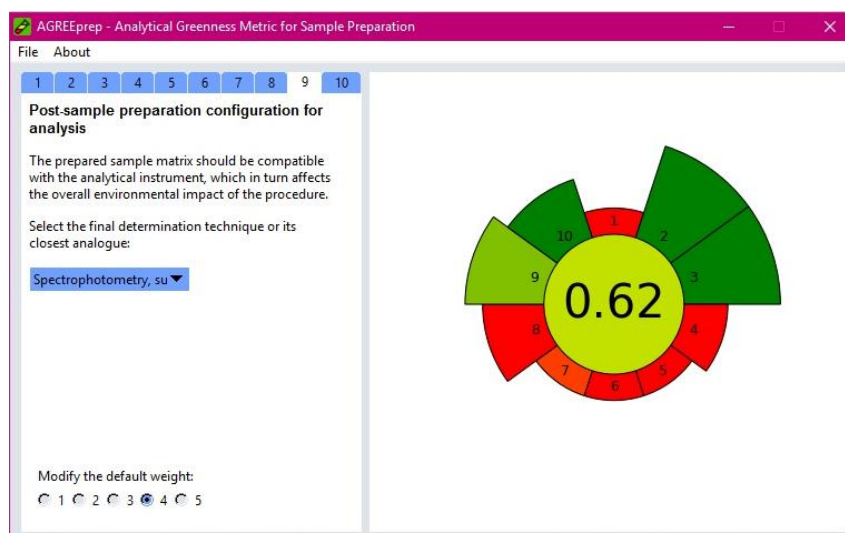 AGREEprep - Analytical Greenness Metric for Sample Preparation
File About
1 2 3 4 5 6 7 8 9 10
Post-sample preparation configuration for
analysis
The prepared sample matrix should be compatible
with the analytical instrument, which in turn affects
the overall environmental impact of the procedure.
Select the final determination technique or its
closest analogue:
Spectrophotometry, su
Modify the default weight:
1 2 3 4 5
1
2
3
4
5
6
7
8
9
10
0.62